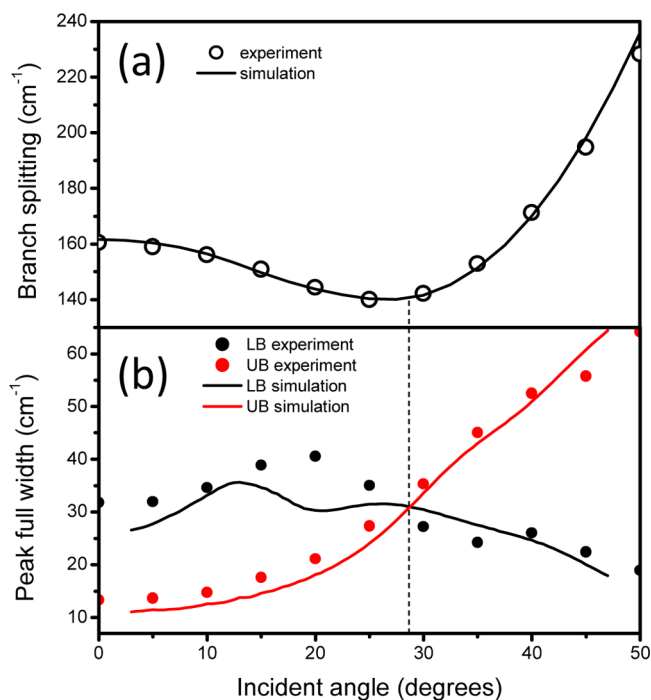 240
220
200
180
160
140
Branch splitting (cm⁻¹)
(a)
experiment
simulation
60
50
40
30
20
10
Peak full width (cm⁻¹)
(b)
LB experiment
UB experiment
LB simulation
UB simulation
0 10 20 30 40 50
Incident angle (degrees)